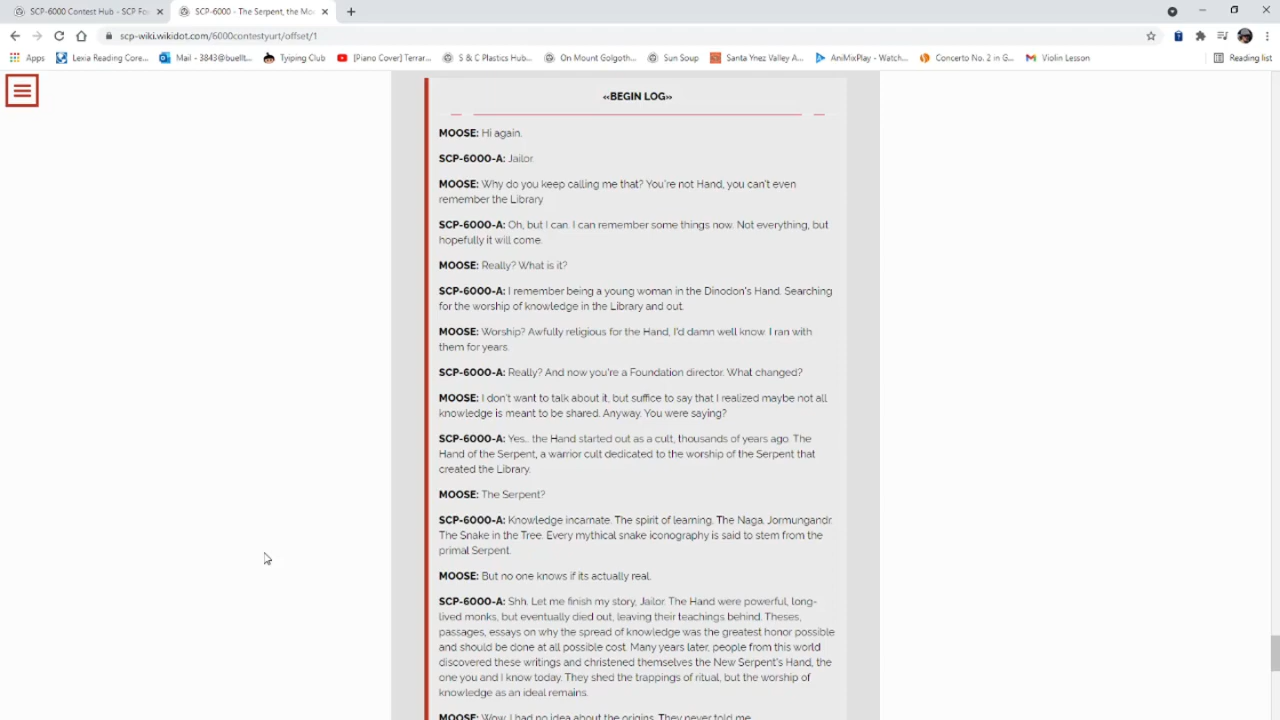 SCP-6000 Contest Hub - SCP Fo
SCP-6000 - The Serpent, the Mo
scp-wiki.wikidot.com/6000contestyurt/offset/1
Apps Lexia Reading Core... Mail - 3843@buellt... Tyiping Club [Piano Cover] Terrar... S & C Plastics Hub... On Mount Golgoth... Sun Soup Santa Ynez Valley A... AniMixPlay - Watch... Concerto No. 2 in G... Violin Lesson Reading list
«BEGIN LOG»
MOOSE: Hi again.
SCP-6000-A: Jailor.
MOOSE: Why do you keep calling me that? You're not Hand, you can't even
remember the Library
SCP-6000-A: Oh, but I can. I can remember some things now. Not everything, but
hopefully it will come.
MOOSE: Really? What is it?
SCP-6000-A: I remember being a young woman in the Dinodon's Hand. Searching
for the worship of knowledge in the Library and out.
MOOSE: Worship? Awfully religious for the Hand, I'd damn well know. I ran with
them for years.
SCP-6000-A: Really? And now you're a Foundation director. What changed?
MOOSE: I don't want to talk about it, but suffice to say that I realized maybe not all
knowledge is meant to be shared. Anyway. You were saying?
SCP-6000-A: Yes... the Hand started out as a cult, thousands of years ago. The
Hand of the Serpent, a warrior cult dedicated to the worship of the Serpent that
created the Library.
MOOSE: The Serpent?
SCP-6000-A: Knowledge incarnate. The spirit of learning. The Naga. Jormungandr.
The Snake in the Tree. Every mythical snake iconography is said to stem from the
primal Serpent.
MOOSE: But no one knows if its actually real.
SCP-6000-A: Shh. Let me finish my story, Jailor. The Hand were powerful, long-
lived monks, but eventually died out, leaving their teachings behind. Theses,
passages, essays on why the spread of knowledge was the greatest honor possible
and should be done at all possible cost. Many years later, people from this world
discovered these writings and christened themselves the New Serpent's Hand, the
one you and I know today. They shed the trappings of ritual, but the worship of
knowledge as an ideal remains.
MOOSE: Wow, I had no idea about the origins. They never told me